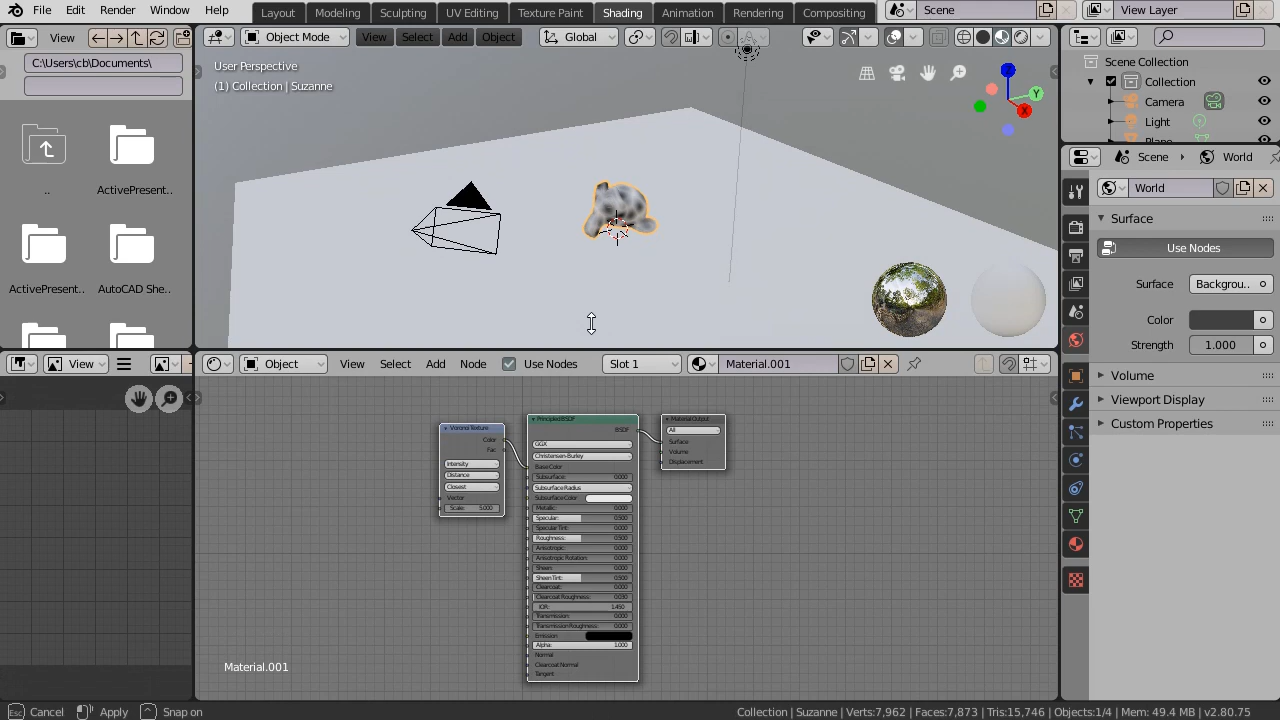 File Edit Render Window Help Layout Modeling Sculpting UV Editing Texture Paint Shading Animation Rendering Compositing Scene View Layer
View Object Mode View Select Add Object Global
C:\Users\cb\Documents\
User Perspective
(1) Collection | Suzanne
Z
Y
X
Scene Collection
Collection
Camera
Light
Plane
..
ActivePresent..
ActivePresent..
AutoCAD She...
Scene World
World
Surface
Use Nodes
Surface Backgrou..
Color
Strength 1.000
Volume
Viewport Display
Custom Properties
View Object View Select Add Node Use Nodes Slot 1 Material.001
Voronoi Texture
Color
Fac
Intensity
Distance
Closest
Vector
Scale: 5.000
Principled BSDF
BSDF
GGX
Christensen-Burley
Base Color
Subsurface: 0.000
Subsurface Radius
Subsurface Color
Metallic: 0.000
Specular: 0.500
Specular Tint: 0.000
Roughness: 0.500
Anisotropic: 0.000
Anisotropic Rotation: 0.000
Sheen: 0.000
Sheen Tint: 0.500
Clearcoat: 0.000
Clearcoat Roughness: 0.030
IOR: 1.450
Transmission: 0.000
Transmission Roughness: 0.000
Emission
Alpha: 1.000
Normal
Clearcoat Normal
Tangent
Material Output
All
Surface
Volume
Displacement
Material.001
Esc Cancel Apply Snap on Collection | Suzanne | Verts:7,962 | Faces:7,873 | Tris:15,746 | Objects:1/4 | Mem: 49.4 MB | v2.80.75